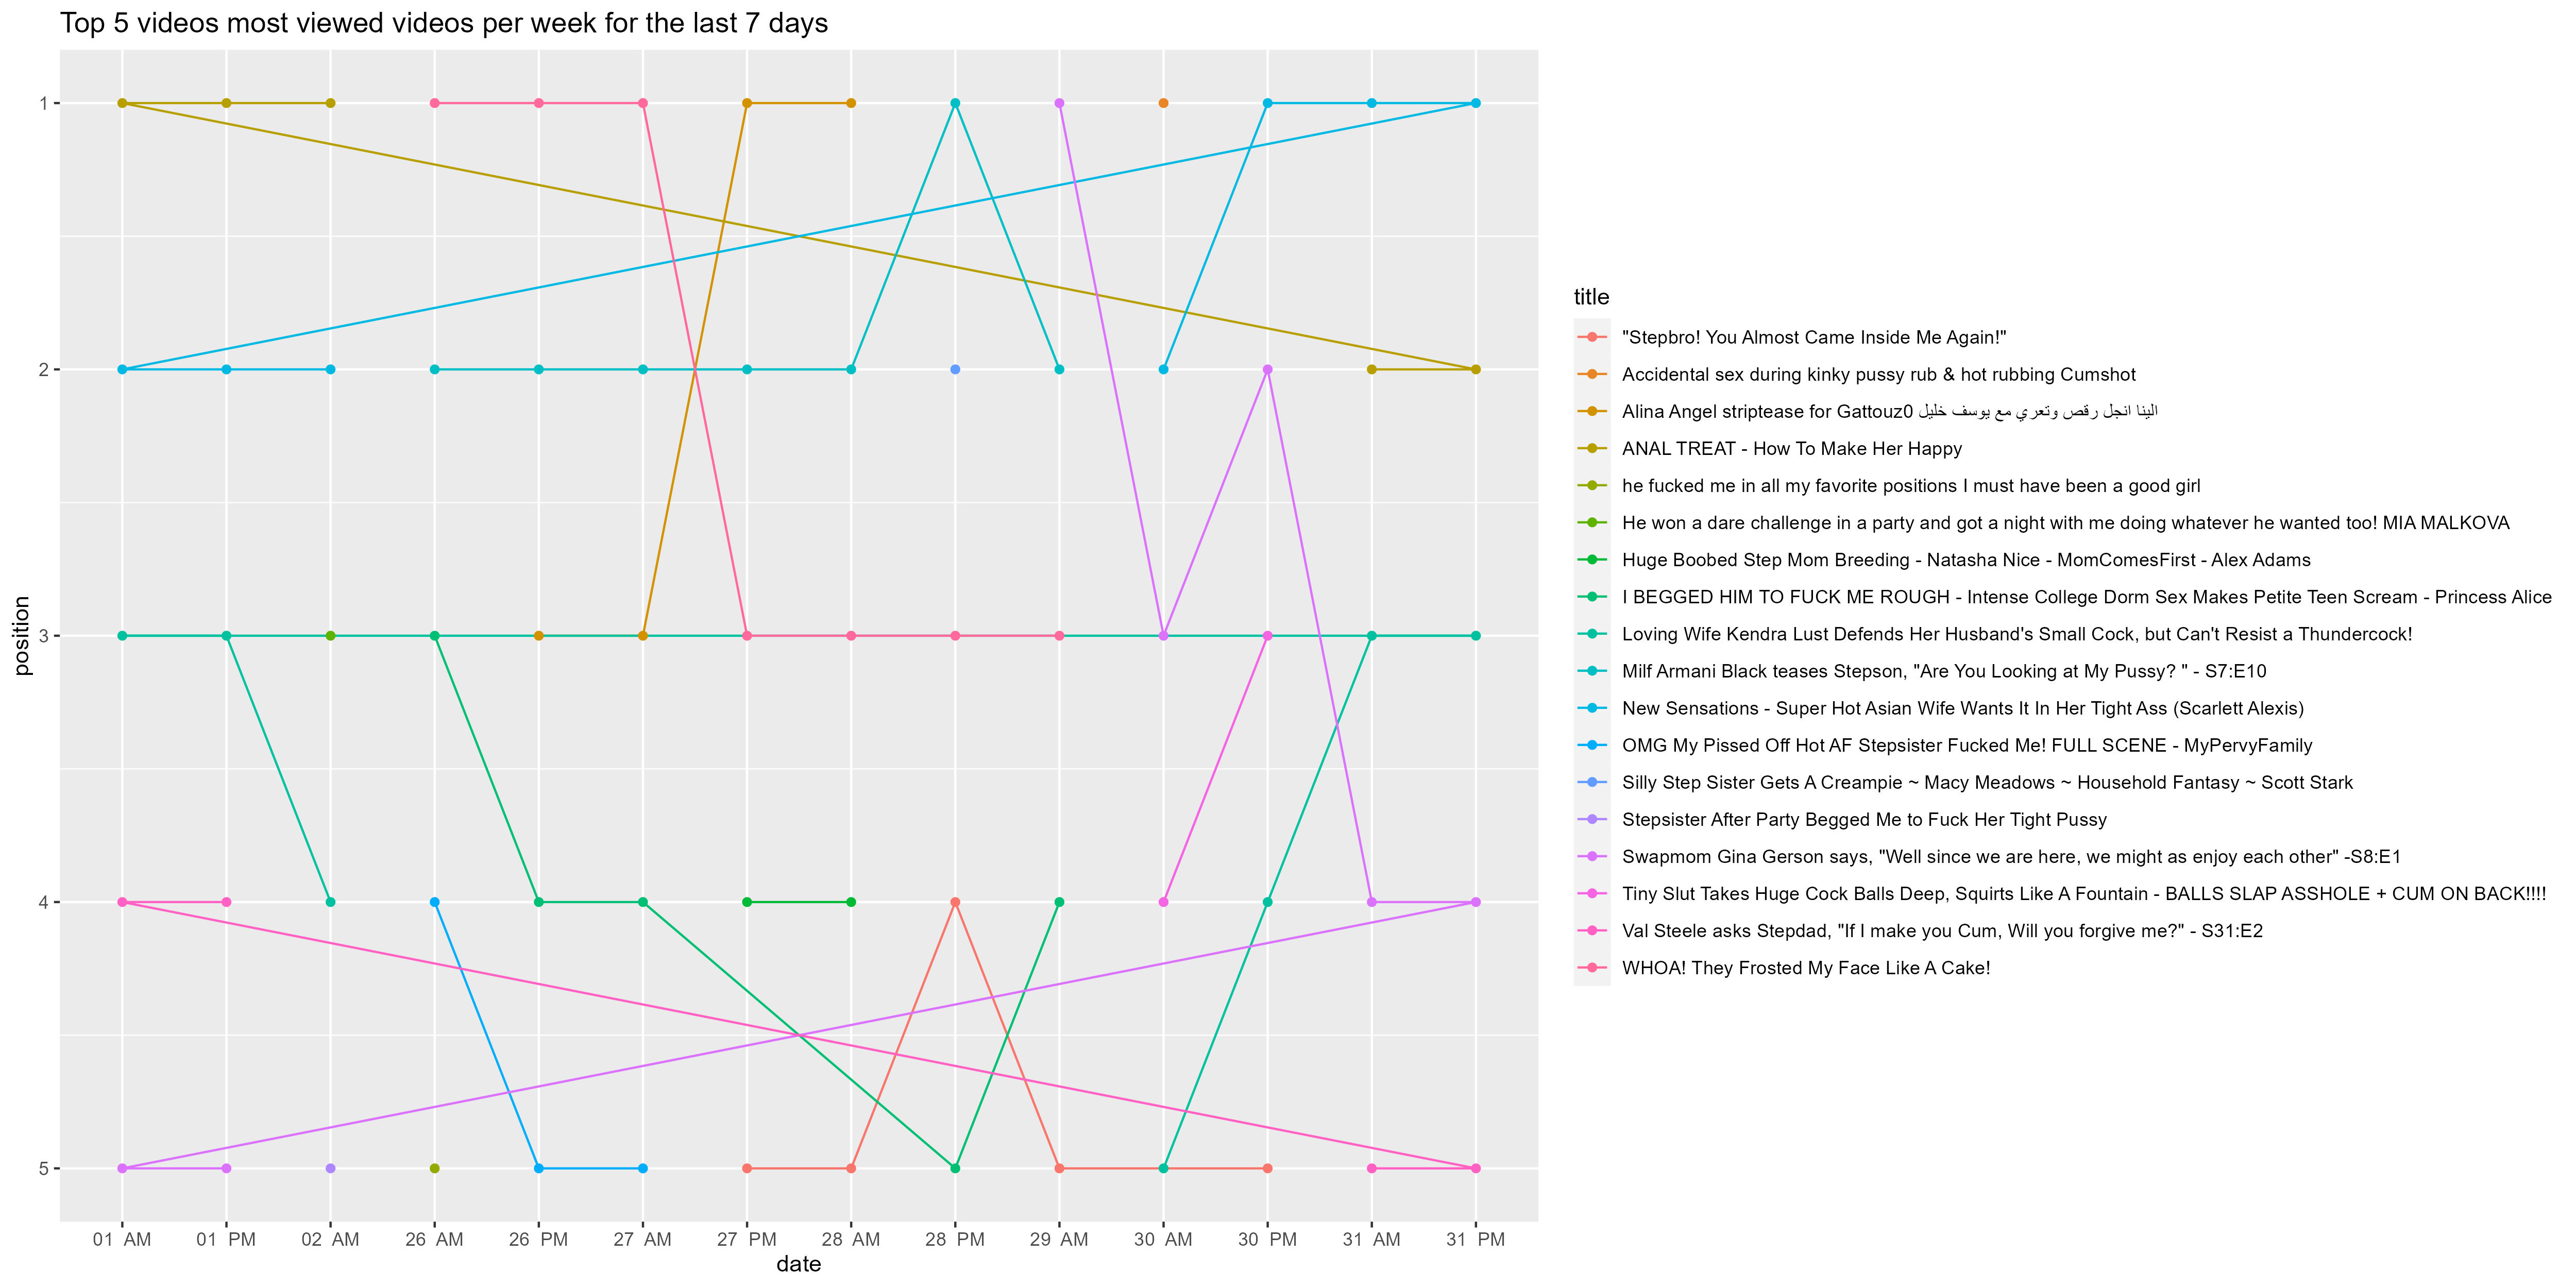 Top 5 videos most viewed videos per week for the last 7 days
position
1
2
3
4
5
01 AM
01 PM
02 AM
26 AM
26 PM
27 AM
27 PM
28 AM
28 PM
29 AM
30 AM
30 PM
31 AM
31 PM
date
title
"Stepbro! You Almost Came Inside Me Again!"
Accidental sex during kinky pussy rub & hot rubbing Cumshot
Alina Angel striptease for Gattouz0 الينا انجل رقص وتعري مع يوسف خليل
ANAL TREAT - How To Make Her Happy
he fucked me in all my favorite positions I must have been a good girl
He won a dare challenge in a party and got a night with me doing whatever he wanted too! MIA MALKOVA
Huge Boobed Step Mom Breeding - Natasha Nice - MomComesFirst - Alex Adams
I BEGGED HIM TO FUCK ME ROUGH - Intense College Dorm Sex Makes Petite Teen Scream - Princess Alice
Loving Wife Kendra Lust Defends Her Husband's Small Cock, but Can't Resist a Thundercock!
Milf Armani Black teases Stepson, "Are You Looking at My Pussy? " - S7:E10
New Sensations - Super Hot Asian Wife Wants It In Her Tight Ass (Scarlett Alexis)
OMG My Pissed Off Hot AF Stepsister Fucked Me! FULL SCENE - MyPervyFamily
Silly Step Sister Gets A Creampie ~ Macy Meadows ~ Household Fantasy ~ Scott Stark
Stepsister After Party Begged Me to Fuck Her Tight Pussy
Swapmom Gina Gerson says, "Well since we are here, we might as enjoy each other" -S8:E1
Tiny Slut Takes Huge Cock Balls Deep, Squirts Like A Fountain - BALLS SLAP ASSHOLE + CUM ON BACK!!!!
Val Steele asks Stepdad, "If I make you Cum, Will you forgive me?" - S31:E2
WHOA! They Frosted My Face Like A Cake!